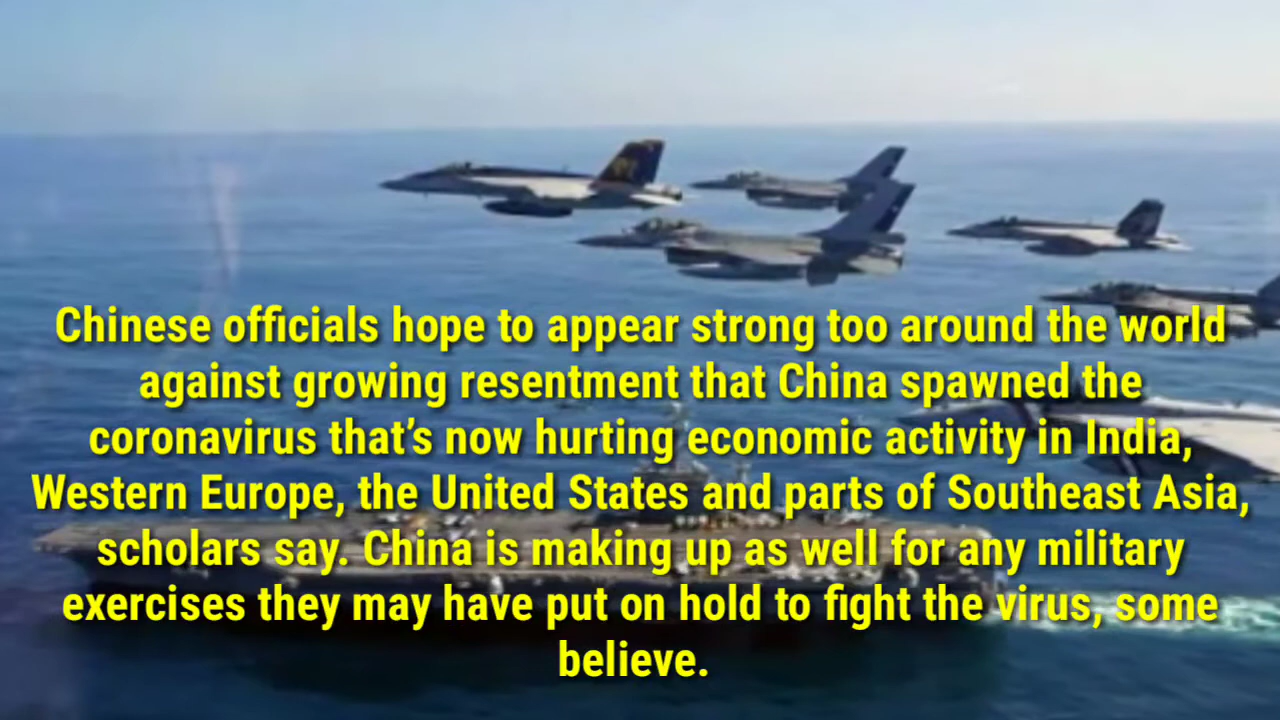 Chinese officials hope to appear strong too around the world
against growing resentment that China spawned the
coronavirus that’s now hurting economic activity in India,
Western Europe, the United States and parts of Southeast Asia,
scholars say. China is making up as well for any military
exercises they may have put on hold to fight the virus, some
believe.